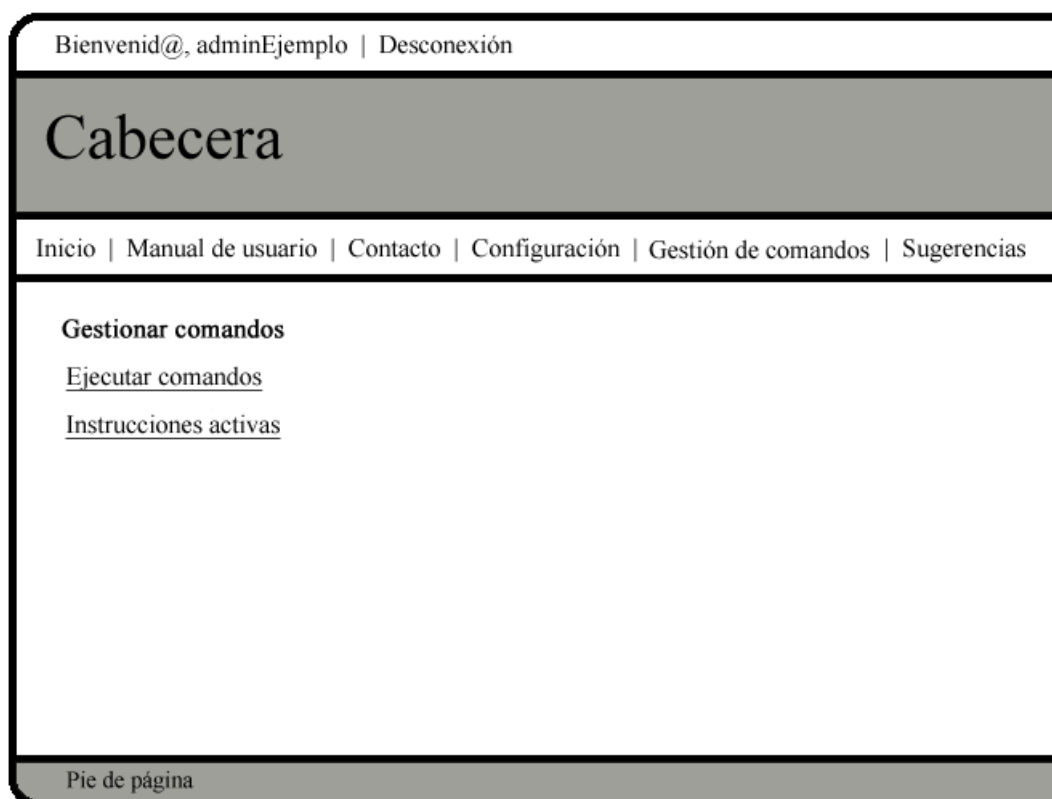 Bienvenid@, adminEjemplo | Desconexión
Cabecera
Inicio | Manual de usuario | Contacto | Configuración | Gestión de comandos | Sugerencias
Gestionar comandos
Ejecutar comandos
Instrucciones activas
Pie de página